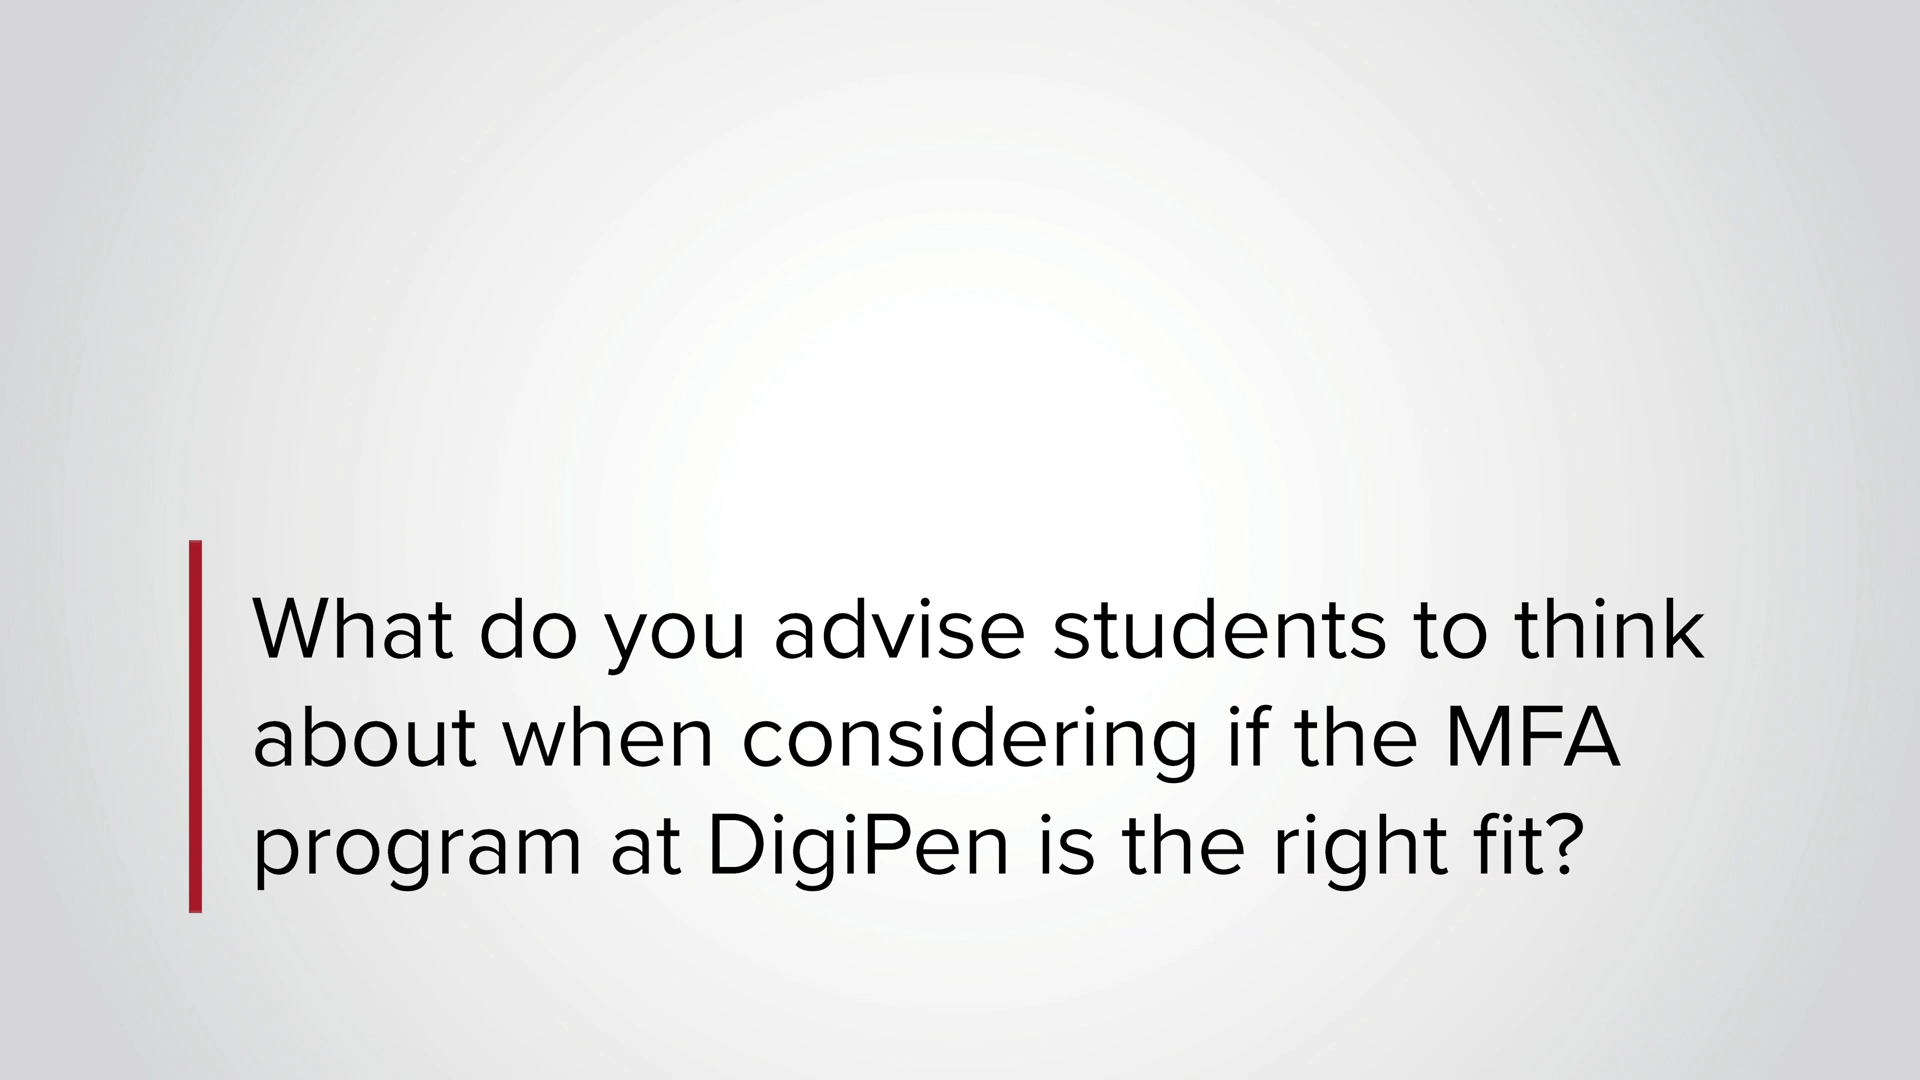 What do you advise students to think
about when considering if the MFA
program at DigiPen is the right fit?